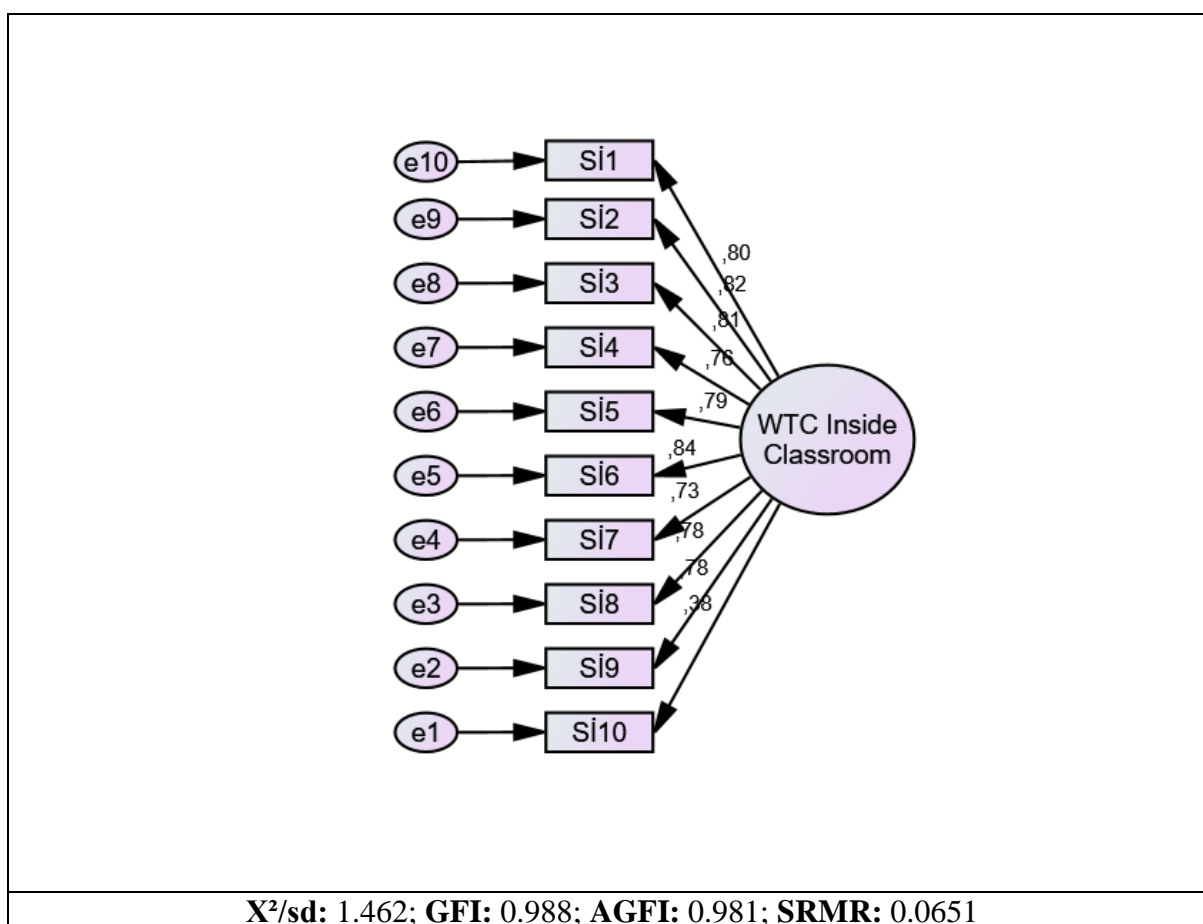 e10 Sİ1
e9 Sİ2
,80
e8 Sİ3
,82
,81
e7 Sİ4
,76
e6 Sİ5
,79
WTC Inside
Classroom
,84
e5 Sİ6
,73
e4 Sİ7
,78
,78
e3 Sİ8
,38
e2 Sİ9
e1 Sİ10
X²/sd: 1.462; GFI: 0.988; AGFI: 0.981; SRMR: 0.0651